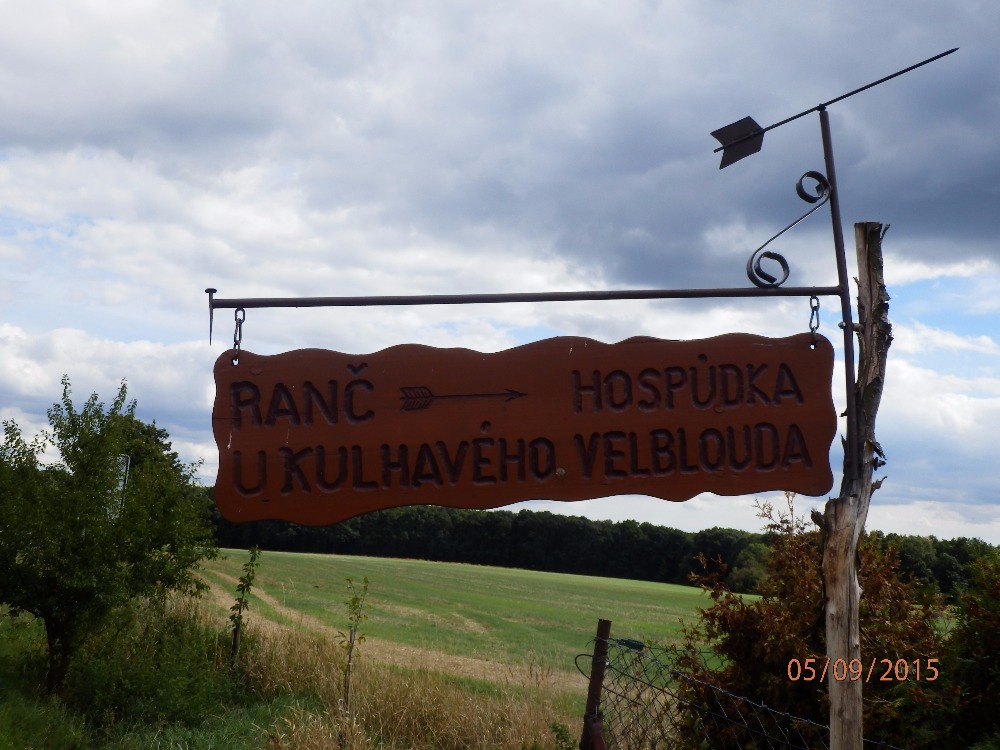 RANČ HOSPŮDKA
U KULHAVÉHO VELBLOUDA
05/09/2015